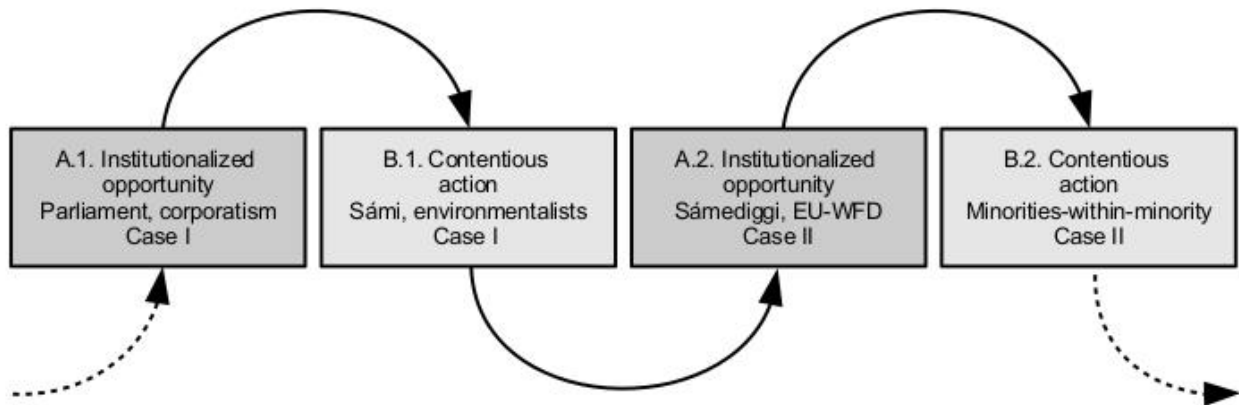 A.1. Institutionalized
opportunity
Parliament, corporatism
Case I
B.1. Contentious
action
Sámi, environmentalists
Case I
A.2. Institutionalized
opportunity
Sámediggi, EU-WFD
Case II
B.2. Contentious
action
Minorities-within-minority
Case II